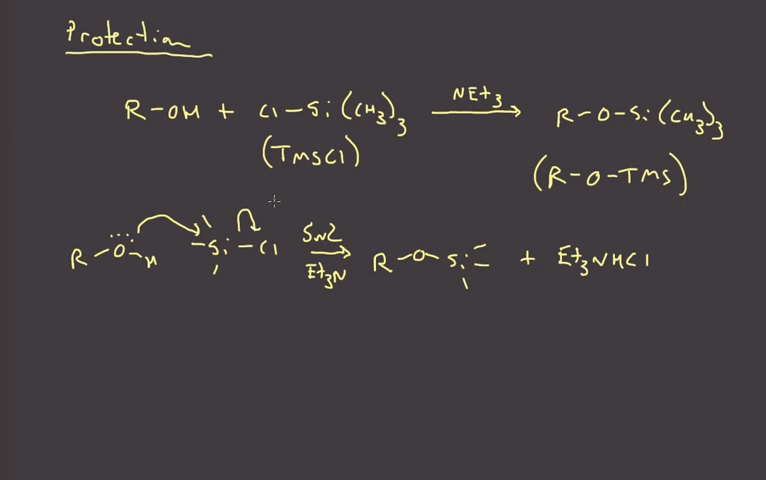 Protection
R-OH + Cl-Si(CH3)3 NEt3 R-O-Si(CH3)3
(TMSCl) (R-O-TMS)
R-O-H -Si-Cl SN2 Et3N R-O-Si + Et3NHCl